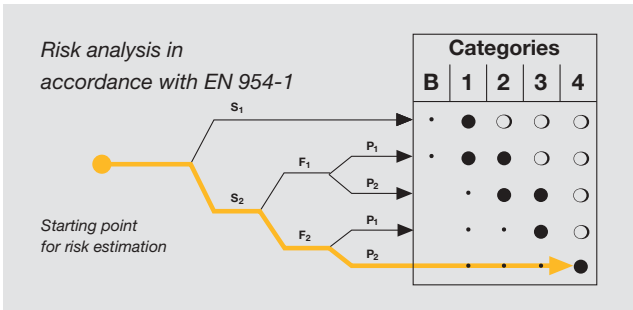 Risk analysis in
accordance with EN 954-1
Categories
B 1 2 3 4
S₁
F₁
P₁
P₂
S₂
F₂
P₁
P₂
Starting point
for risk estimation